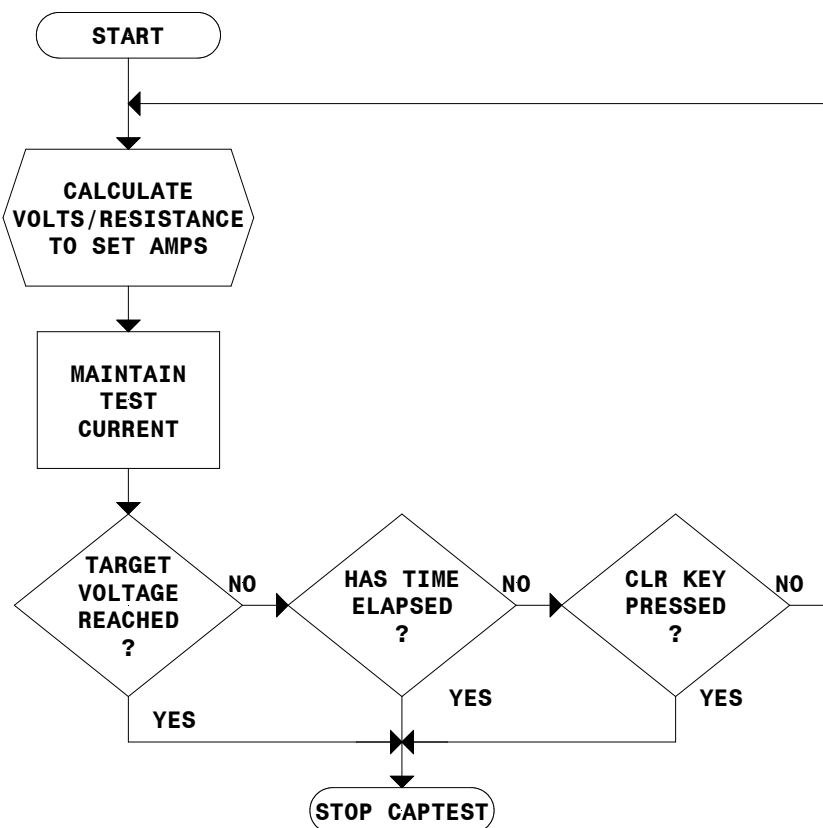 START
CALCULATE
VOLTS/RESISTANCE
TO SET AMPS
MAINTAIN
TEST
CURRENT
TARGET
VOLTAGE
REACHED
?
NO
YES
HAS TIME
ELAPSED
?
NO
YES
CLR KEY
PRESSED
?
NO
YES
STOP CAPTEST